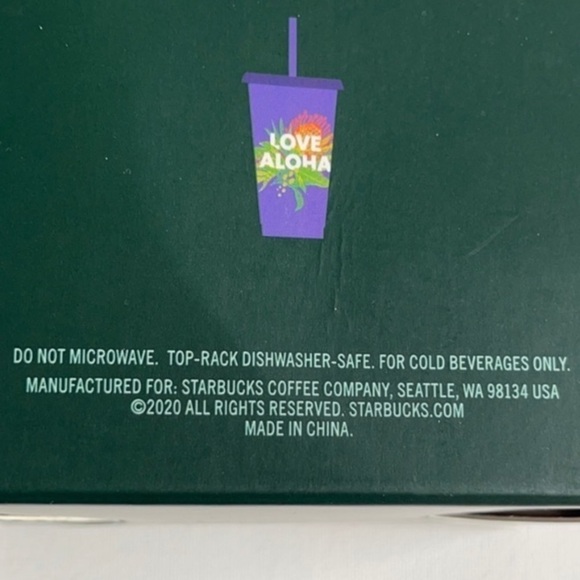 LOVE
ALOHA
DO NOT MICROWAVE. TOP-RACK DISHWASHER-SAFE. FOR COLD BEVERAGES ONLY.
MANUFACTURED FOR: STARBUCKS COFFEE COMPANY, SEATTLE, WA 98134 USA
©2020 ALL RIGHTS RESERVED. STARBUCKS.COM
MADE IN CHINA.